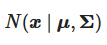 N(x | μ, Σ)